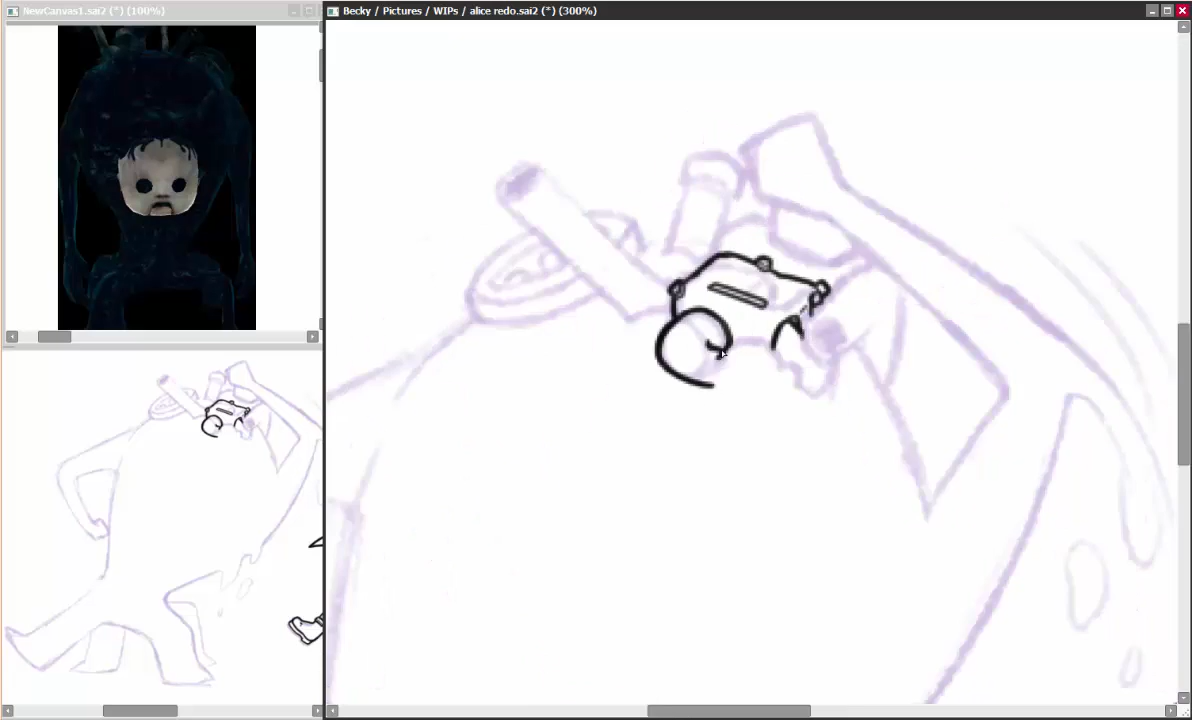 NewCanvas1.sai2 (*) (100%)
Becky / Pictures / WIPs / alice redo.sai2 (*) (300%)